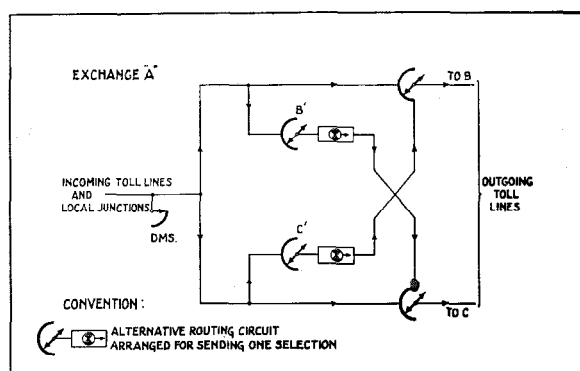 EXCHANGE "A"
TO B
B'
INCOMING TOLL LINES
AND
LOCAL JUNCTIONS.
DMS.
OUTGOING
TOLL
LINES
C'
TO C
CONVENTION:
ALTERNATIVE ROUTING CIRCUIT
ARRANGED FOR SENDING ONE SELECTION